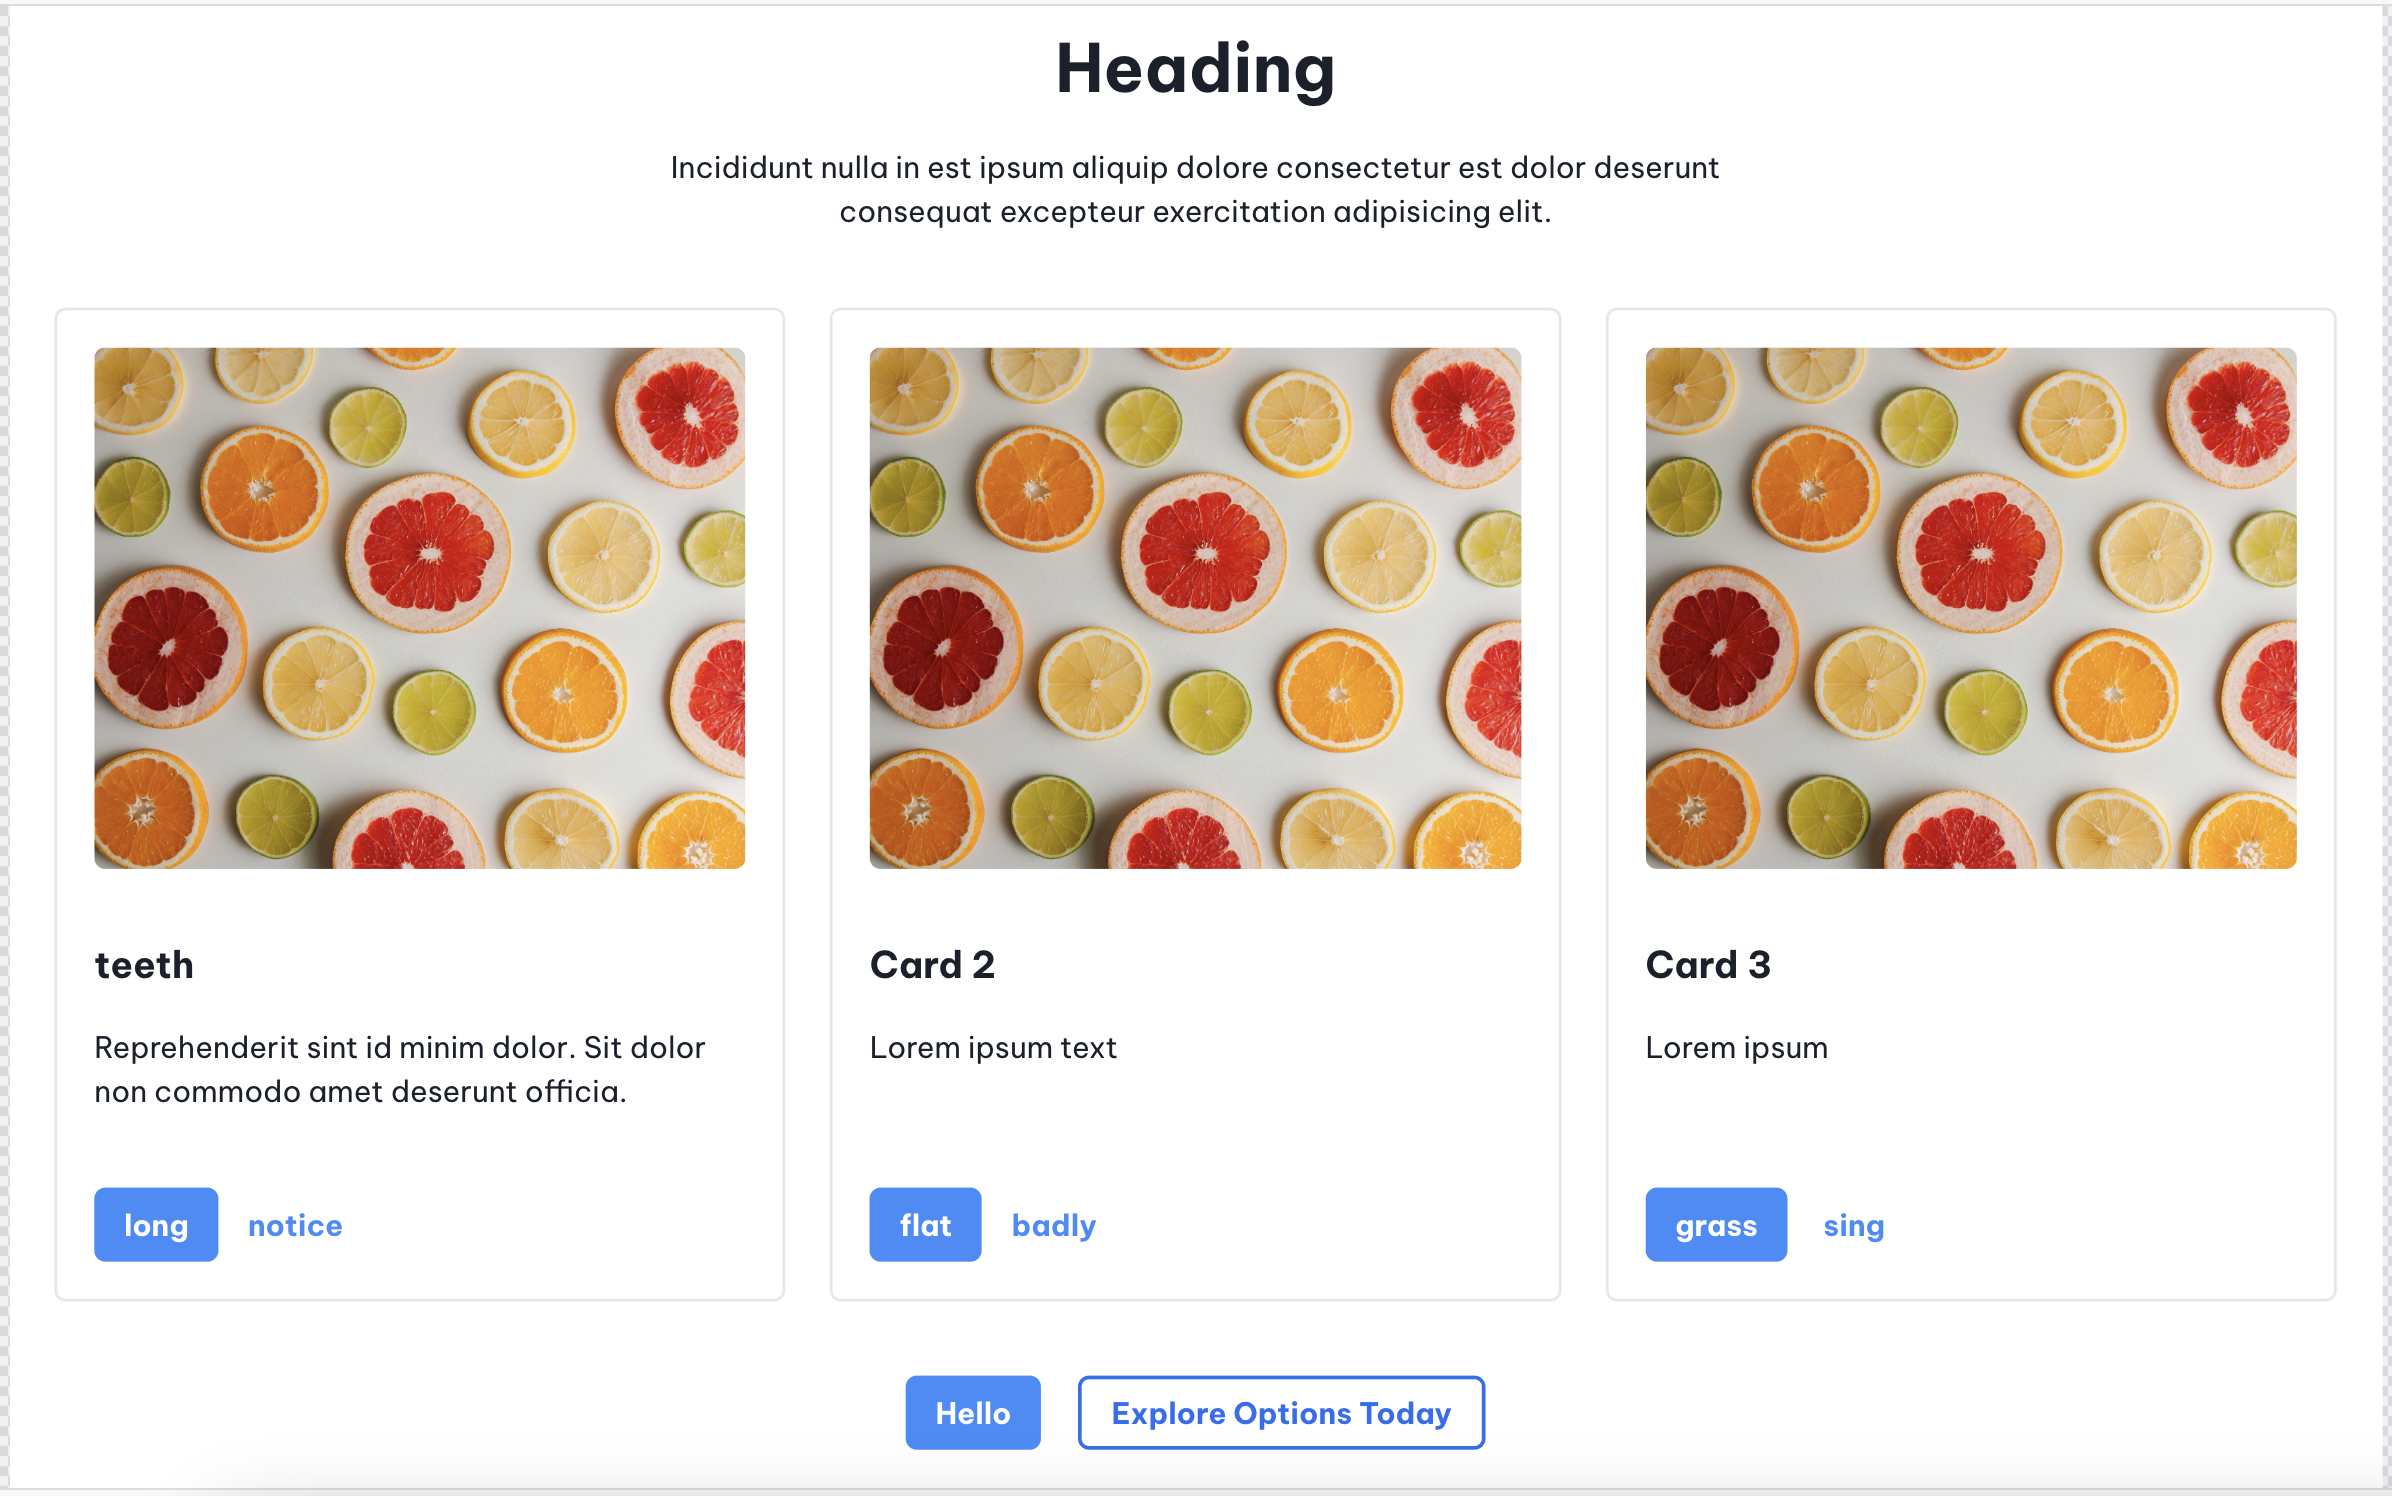 Heading
Incididunt nulla in est ipsum aliquip dolore consectetur est dolor deserunt
consequat excepteur exercitation adipisicing elit.
teeth
Reprehenderit sint id minim dolor. Sit dolor
non commodo amet deserunt officia.
long notice
Card 2
Lorem ipsum text
flat badly
Card 3
Lorem ipsum
grass sing
Hello Explore Options Today